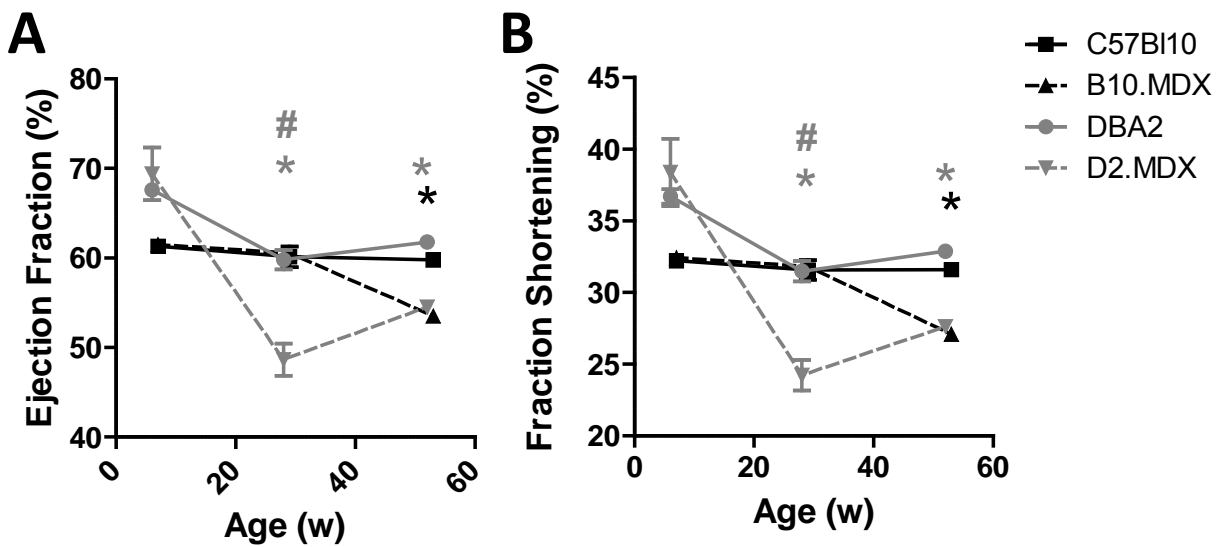 A
Ejection Fraction (%)
80
70
60
50
40
#
*
*
*
0
20
40
60
Age (w)
B
Fraction Shortening (%)
45
40
35
30
25
20
#
*
*
*
0
20
40
60
Age (w)
C57Bl10
B10.MDX
DBA2
D2.MDX